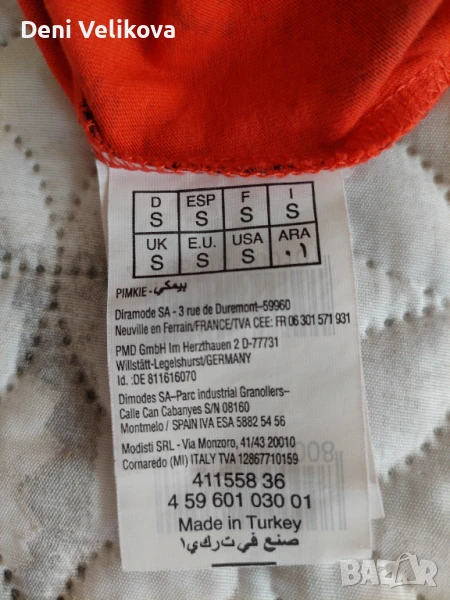 Deni Velikova
D ESP F I
S S S S
UK E.U. USA ARA
S S S ٠١
PIMKIE - بيمكي
Diramode SA - 3 rue de Duremont-59960
Neuville en Ferrain/FRANCE/TVA CEE: FR 06 301 571 931
PMD GmbH Im Herzthauen 2 D-77731
Willstätt-Legelshurst/GERMANY
Id. :DE 811616070
Dimodes SA-Parc industrial Granollers-
Calle Can Cabanyes S/N 08160
Montmelo / SPAIN IVA ESA 5882 54 56
Modisti SRL - Via Monzoro, 41/43 20010
Cornaredo (MI) ITALY TVA 12867710159
411558 36
4 59 601 030 01
Made in Turkey
صنع في تركيا
BAZAR